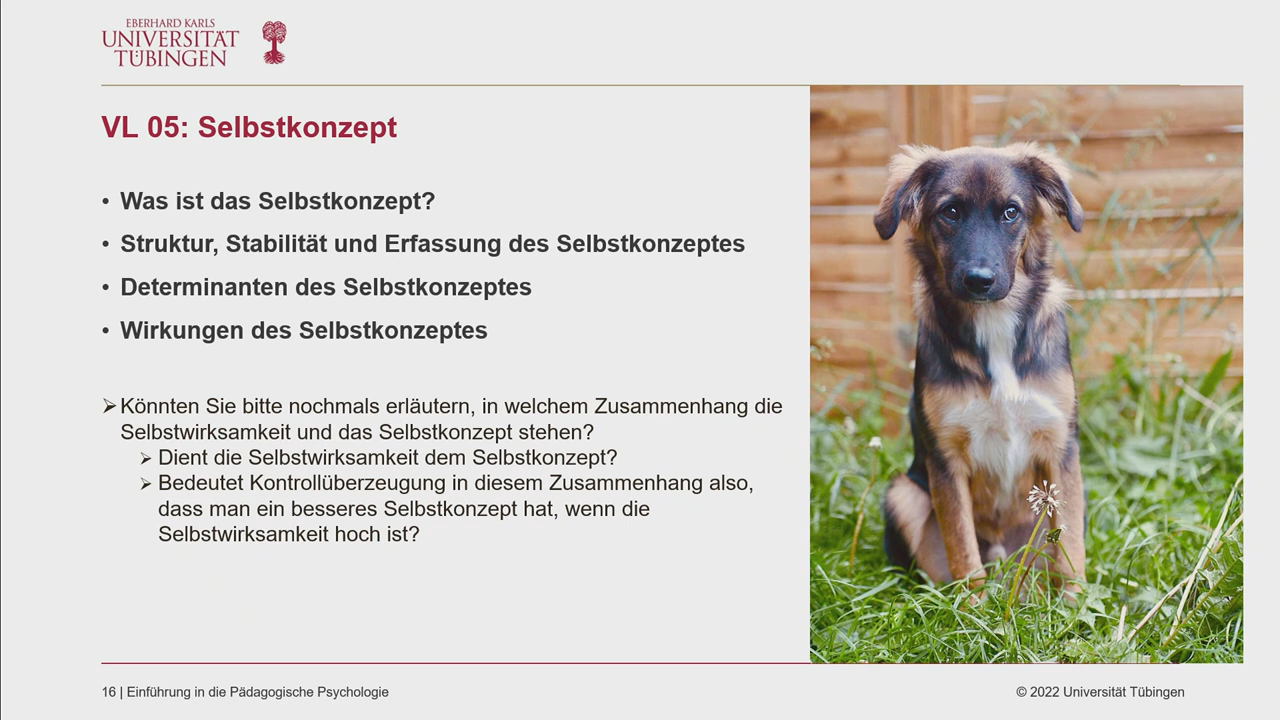 EBERHARD KARLS
UNIVERSITÄT
TÜBINGEN
VL 05: Selbstkonzept
• Was ist das Selbstkonzept?
• Struktur, Stabilität und Erfassung des Selbstkonzeptes
• Determinanten des Selbstkonzeptes
• Wirkungen des Selbstkonzeptes
➢ Könnten Sie bitte nochmals erläutern, in welchem Zusammenhang die
Selbstwirksamkeit und das Selbstkonzept stehen?
➢ Dient die Selbstwirksamkeit dem Selbstkonzept?
➢ Bedeutet Kontrollüberzeugung in diesem Zusammenhang also,
dass man ein besseres Selbstkonzept hat, wenn die
Selbstwirksamkeit hoch ist?
16 | Einführung in die Pädagogische Psychologie
© 2022 Universität Tübingen